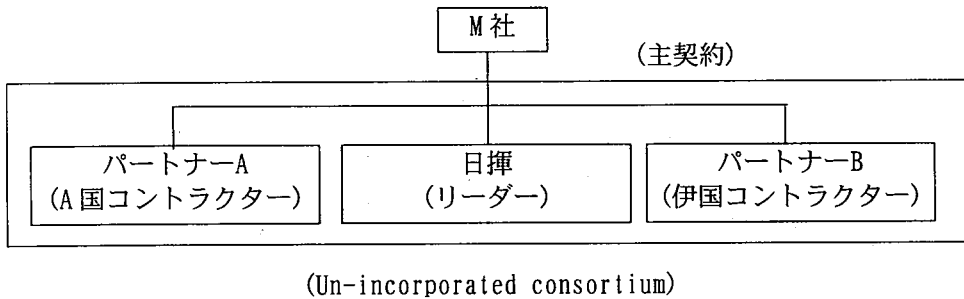 M社
(主契約)
パートナーA
(A国コントラクター)
日揮
(リーダー)
パートナーB
(伊国コントラクター)
(Un-incorporated consortium)